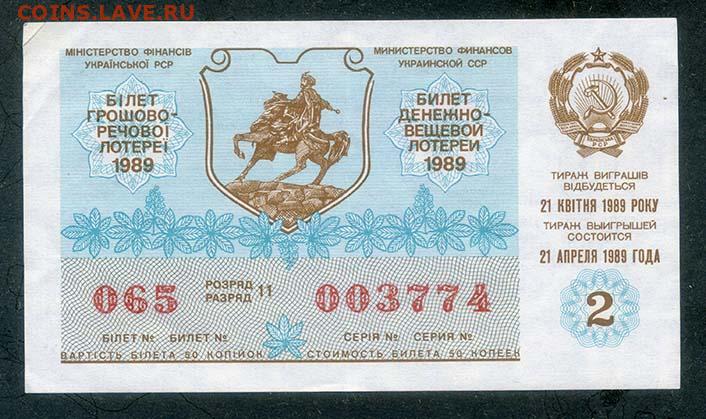 COINS.LAVE.RU
МІНІСТЕРСТВО ФІНАНСІВ
УКРАЇНСЬКОЇ РСР
БІЛЕТ
ГРОШОВО-
РЕЧОВОЇ
ЛОТЕРЕЇ
1989
МИНИСТЕРСТВО ФИНАНСОВ
УКРАИНСКОЙ ССР
БИЛЕТ
ДЕНЕЖНО-
ВЕЩЕВОЙ
ЛОТЕРЕИ
1989
ТИРАЖ ВИГРАШІВ
ВІДБУДЕТЬСЯ
21 КВІТНЯ 1989 РОКУ
ТИРАЖ ВЫИГРЫШЕЙ
СОСТОИТСЯ
21 АПРЕЛЯ 1989 ГОДА
2
065
РОЗРЯД
РАЗРЯД 11
003774
БІЛЕТ № БИЛЕТ №
СЕРІЯ № СЕРИЯ №
ВАРТІСТЬ БІЛЕТА 50 КОПІЙОК
СТОИМОСТЬ БИЛЕТА 50 КОПЕЕК